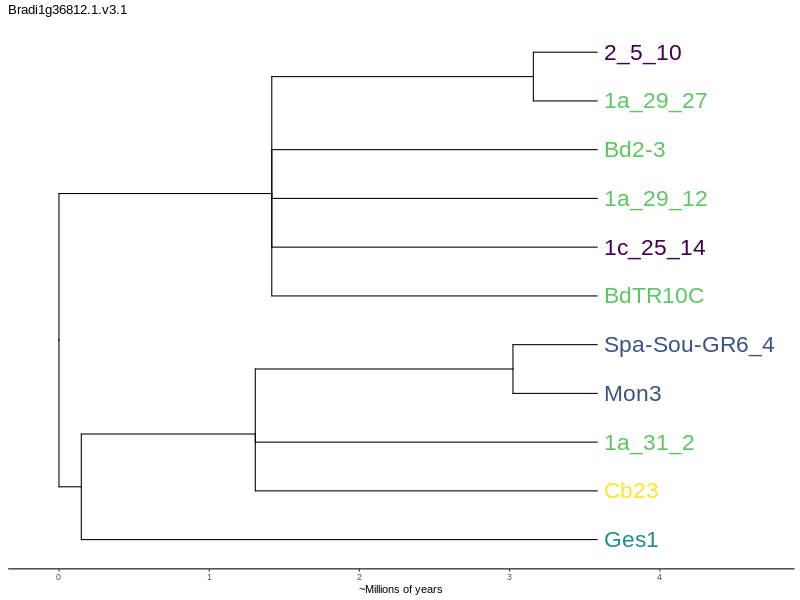 Bradi1g36812.1.v3.1
2_5_10
1a_29_27
Bd2-3
1a_29_12
1c_25_14
BdTR10C
Spa-Sou-GR6_4
Mon3
1a_31_2
Cb23
Ges1
0 1 2 3 4
~Millions of years